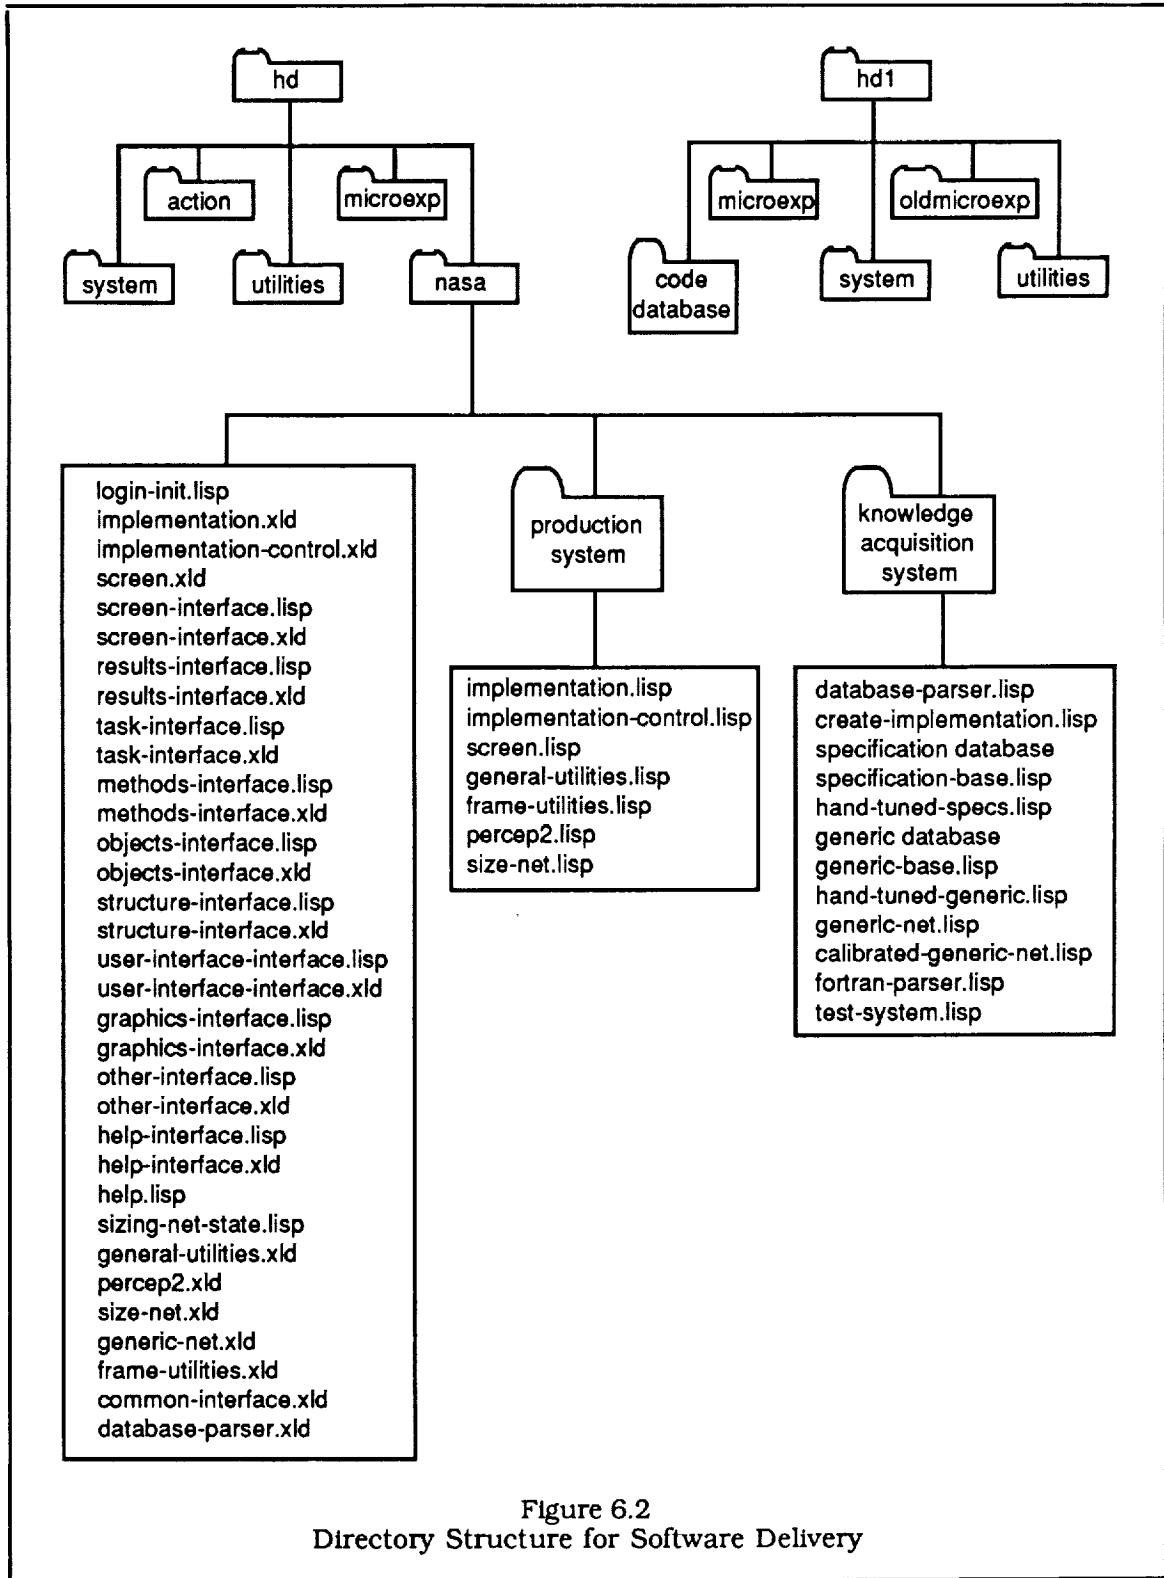 hd
hd1
action
microexp
system
utilities
nasa
microexp
oldmicroexp
code
database
system
utilities
login-init.lisp
implementation.xld
implementation-control.xld
screen.xld
screen-interface.lisp
screen-interface.xld
results-interface.lisp
results-interface.xld
task-interface.lisp
task-interface.xld
methods-interface.lisp
methods-interface.xld
objects-interface.lisp
objects-interface.xld
structure-interface.lisp
structure-interface.xld
user-interface-interface.lisp
user-interface-interface.xld
graphics-interface.lisp
graphics-interface.xld
other-interface.lisp
other-interface.xld
help-interface.lisp
help-interface.xld
help.lisp
sizing-net-state.lisp
general-utilities.xld
percep2.xld
size-net.xld
generic-net.xld
frame-utilities.xld
common-interface.xld
database-parser.xld
production
system
implementation.lisp
implementation-control.lisp
screen.lisp
general-utilities.lisp
frame-utilities.lisp
percep2.lisp
size-net.lisp
knowledge
acquisition
system
database-parser.lisp
create-implementation.lisp
specification database
specification-base.lisp
hand-tuned-specs.lisp
generic database
generic-base.lisp
hand-tuned-generic.lisp
generic-net.lisp
calibrated-generic-net.lisp
fortran-parser.lisp
test-system.lisp
Figure 6.2
Directory Structure for Software Delivery